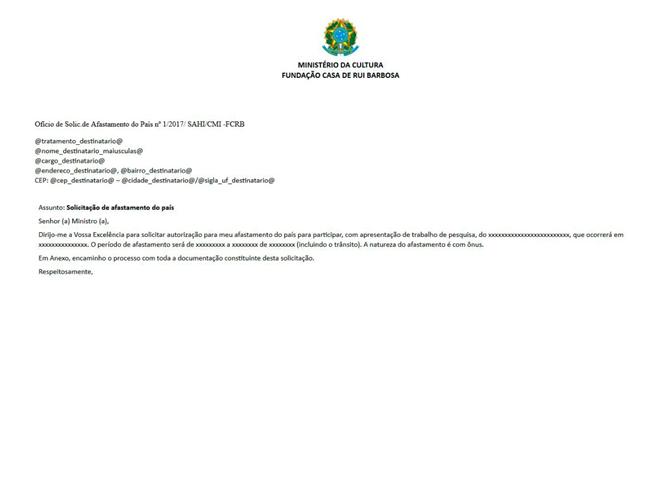 MINISTÉRIO DA CULTURA
FUNDAÇÃO CASA DE RUI BARBOSA
Ofício de Solic.de Afastamento do País nº 1/2017/ SAHI/CMI -FCRB
@tratamento_destinatario@
@nome_destinatario_maiusculas@
@cargo_destinatario@
@endereco_destinatario@, @bairro_destinatario@
CEP: @cep_destinatario@ – @cidade_destinatario@/@sigla_uf_destinatario@
Assunto: Solicitação de afastamento do país
Senhor (a) Ministro (a),
Dirijo-me a Vossa Excelência para solicitar autorização para meu afastamento do país para participar, com apresentação de trabalho de pesquisa, do xxxxxxxxxxxxxxxxxxxxxxxxx, que ocorrerá em
xxxxxxxxxxxxxxx. O período de afastamento será de xxxxxxxxx a xxxxxxxx de xxxxxxxx (incluindo o trânsito). A natureza do afastamento é com ônus.
Em Anexo, encaminho o processo com toda a documentação constituinte desta solicitação.
Respeitosamente,